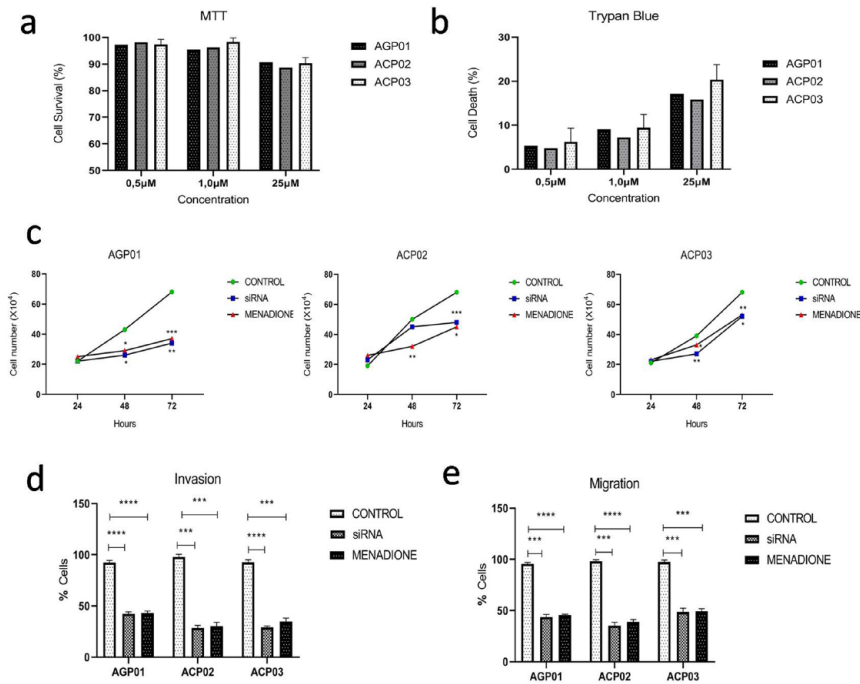 a
MTT
Cell Survival (%)
100
90
80
70
60
50
0,5µM
1,0µM
25µM
Concentration
AGP01
ACP02
ACP03
b
Trypan Blue
Cell Death (%)
30
20
10
0
0,5µM
1,0µM
25µM
Concentration
AGP01
ACP02
ACP03
c
AGP01
Cell number (X10⁴)
80
60
40
20
0
24
48
72
Hours
*
*
***
**
CONTROL
siRNA
MENADIONE
ACP02
Cell number (X10⁴)
80
60
40
20
0
24
48
72
Hours
**
***
*
CONTROL
siRNA
MENADIONE
ACP03
Cell number (X10⁴)
80
60
40
20
0
24
48
72
Hours
*
**
**
*
CONTROL
siRNA
MENADIONE
d
Invasion
% Cells
150
100
50
0
****
****
***
***
***
****
AGP01
ACP02
ACP03
CONTROL
siRNA
MENADIONE
e
Migration
% Cells
150
100
50
0
****
***
****
***
***
***
AGP01
ACP02
ACP03
CONTROL
siRNA
MENADIONE